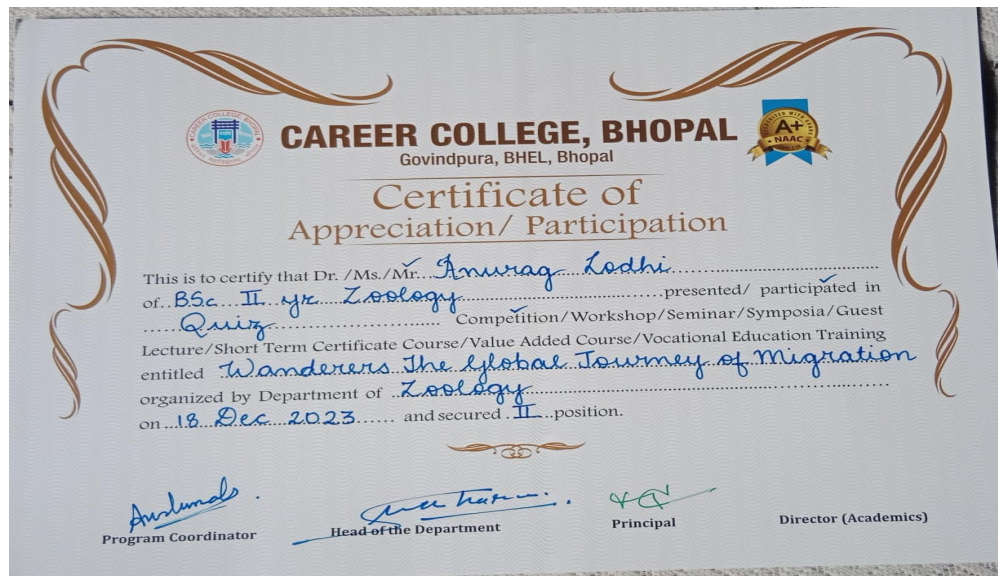 CAREER COLLEGE, BHOPAL
Govindpura, BHEL, Bhopal
A+
NAAC
Certificate of
Appreciation/ Participation
This is to certify that Dr. /Ms./Mr. Anurag Lodhi
of BSc II yr Zoology presented/ participated in
Quiz Competition/Workshop/Seminar/Symposia/Guest
Lecture/Short Term Certificate Course/Value Added Course/Vocational Education Training
entitled Wanderers The Global Journey of Migration
organized by Department of Zoology
on 18 Dec 2023 and secured II position.
Program Coordinator
Head of the Department
Principal
Director (Academics)